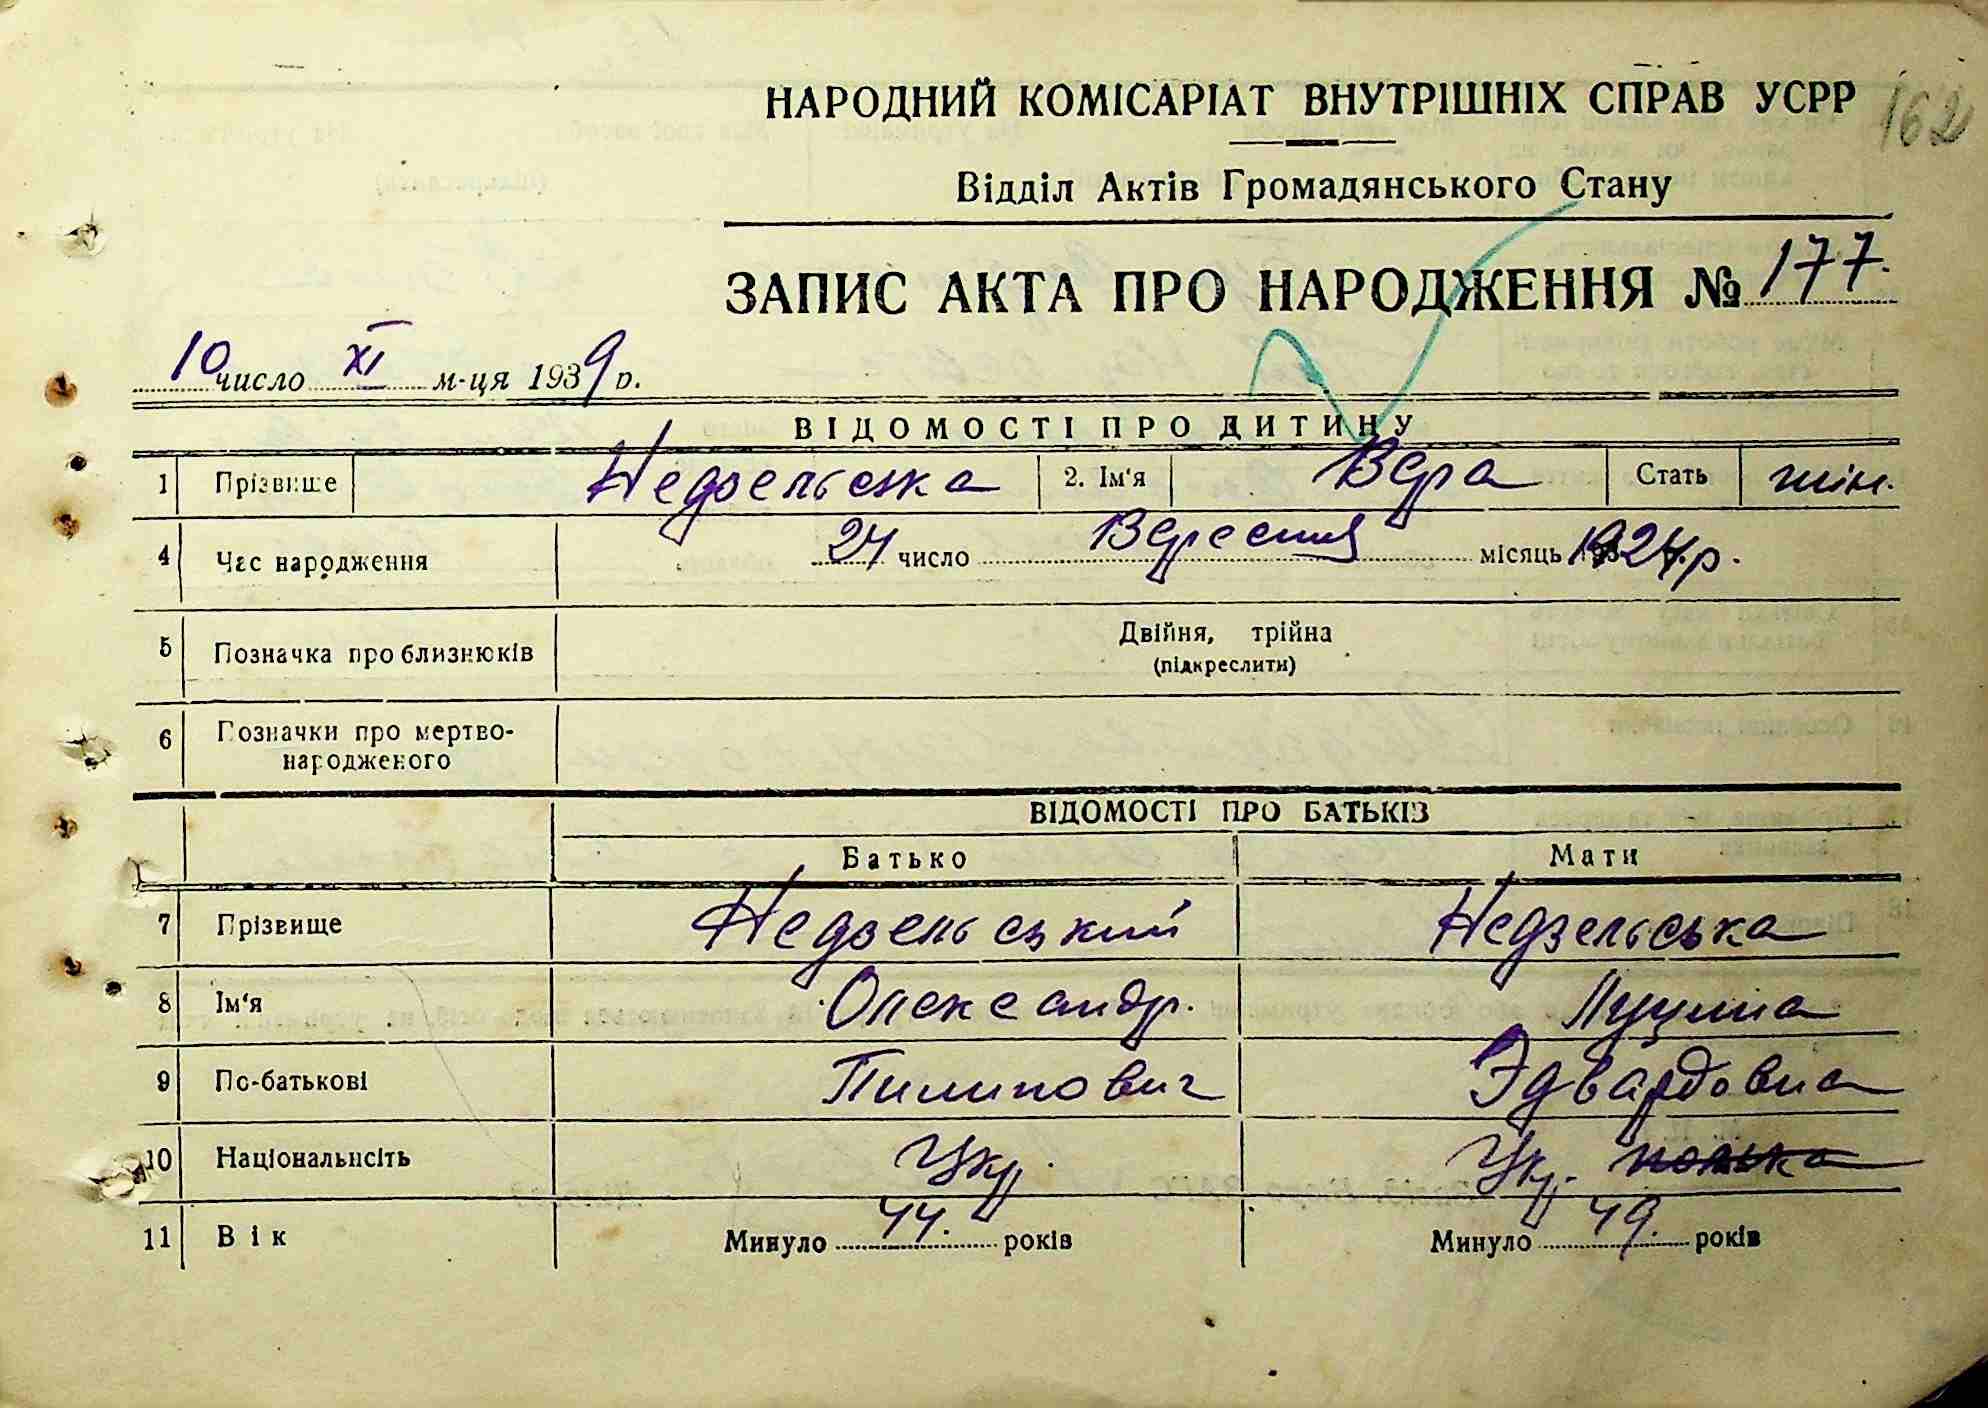 НАРОДНИЙ КОМІСАРІАТ ВНУТРІШНІХ СПРАВ УСРР 162
Відділ Актів Громадянського Стану
ЗАПИС АКТА ПРО НАРОДЖЕННЯ № 177.
10 число XI м-ця 1939 р.
ВІДОМОСТІ ПРО ДИТИНУ
1 Прізвище Недзельська 2. Ім'я Вера Стать жін.
4 Час народження 24 число Вересня місяць 1924.р.
5 Позначка про близнюків Двійня, трійна
(підкреслити)
6 Позначки про мертво-
народженого
ВІДОМОСТІ ПРО БАТЬКІВ
Батько Мати
7 Прізвище Недзельський Недзельська
8 Ім'я Олександр. Луцина
9 По-батькові Пилипович Эдвардовна
10 Національність Укр. Укр. полька
11 Вік Минуло 44. років Минуло 49. років